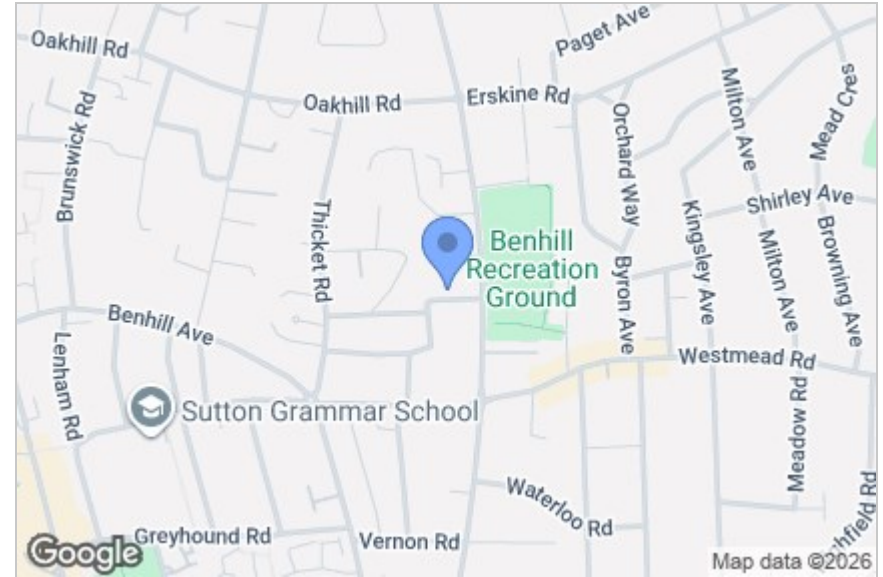 Oakhill Rd
Paget Ave
Oakhill Rd
Erskine Rd
Brunswick Rd
Thicket Rd
Orchard Way
Milton Ave
Mead Cres
Shirley Ave
Kingsley Ave
Milton Ave
Browning Ave
Benhill
Recreation
Ground
Byron Ave
Benhill Ave
Lenham Rd
Westmead Rd
Meadow Rd
Sutton Grammar School
Waterloo Rd
Greyhound Rd
Vernon Rd
Google
Map data ©2026